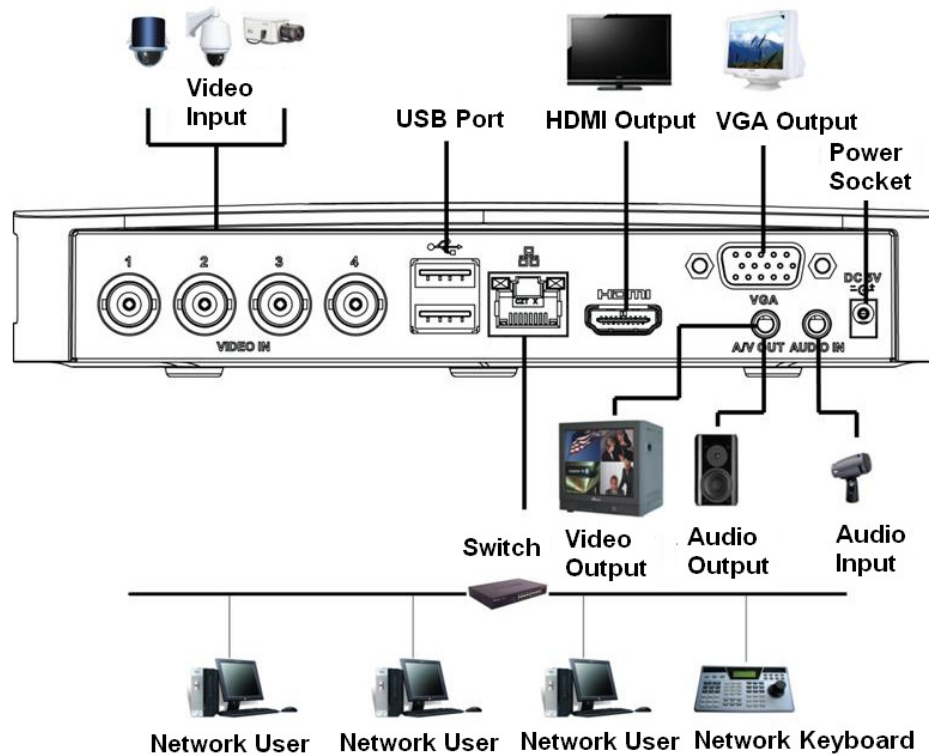 Video
Input
USB Port
HDMI Output
VGA Output
Power
Socket
1
2
3
4
HDMI
DC 5V
VGA
VIDEO IN
A/V OUT
AUDIO IN
Switch
Video
Output
Audio
Output
Audio
Input
Network User
Network User
Network User
Network Keyboard